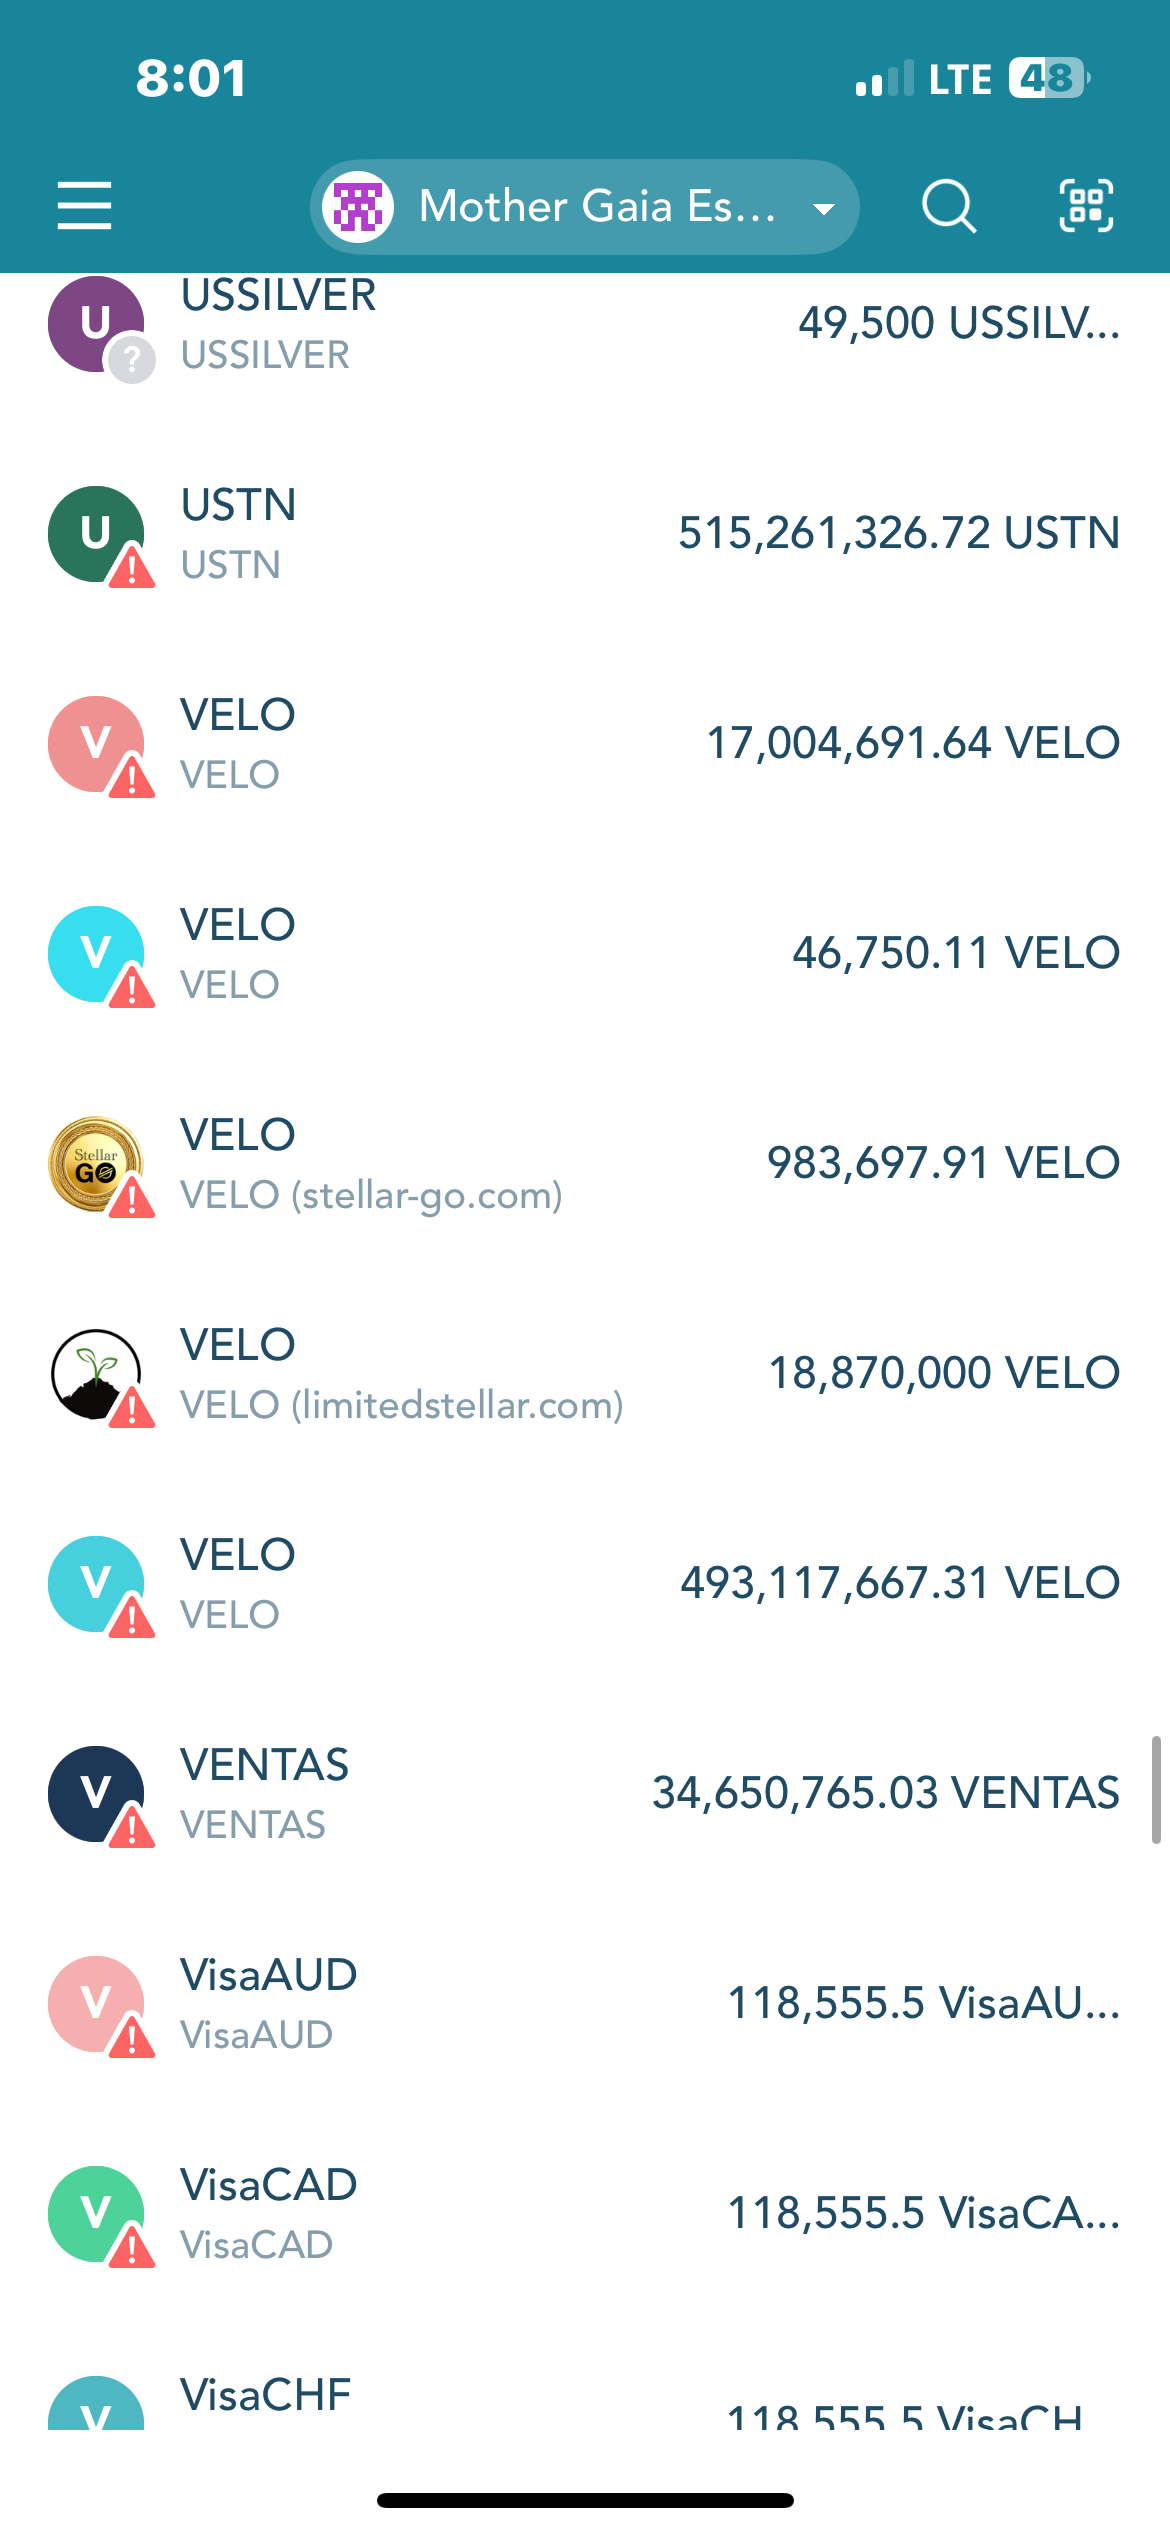 8:01
LTE 48
Mother Gaia Es...
USSILVER
49,500 USSILV...
USSILVER
U
?
USTN
515,261,326.72 USTN
USTN
U
VELO
17,004,691.64 VELO
VELO
V
VELO
46,750.11 VELO
VELO
V
VELO
983,697.91 VELO
VELO (stellar-go.com)
Stellar
GO
VELO
18,870,000 VELO
VELO (limitedstellar.com)
VELO
493,117,667.31 VELO
VELO
V
VENTAS
34,650,765.03 VENTAS
VENTAS
V
VisaAUD
118,555.5 VisaAU...
VisaAUD
V
VisaCAD
118,555.5 VisaCA...
VisaCAD
V
VisaCHF
118,555.5 VisaCH
V